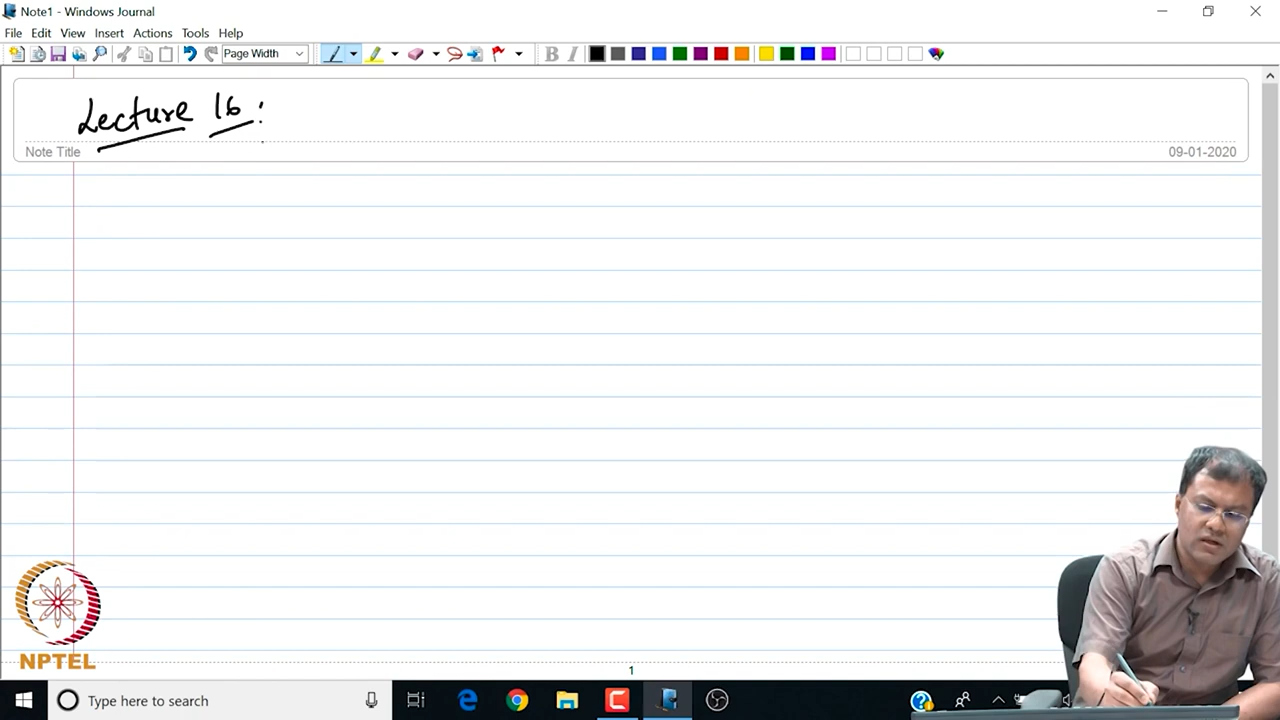 Note1 - Windows Journal
File Edit View Insert Actions Tools Help
Page Width
B I
Lecture 16 :
Note Title
09-01-2020
NPTEL
1
Type here to search